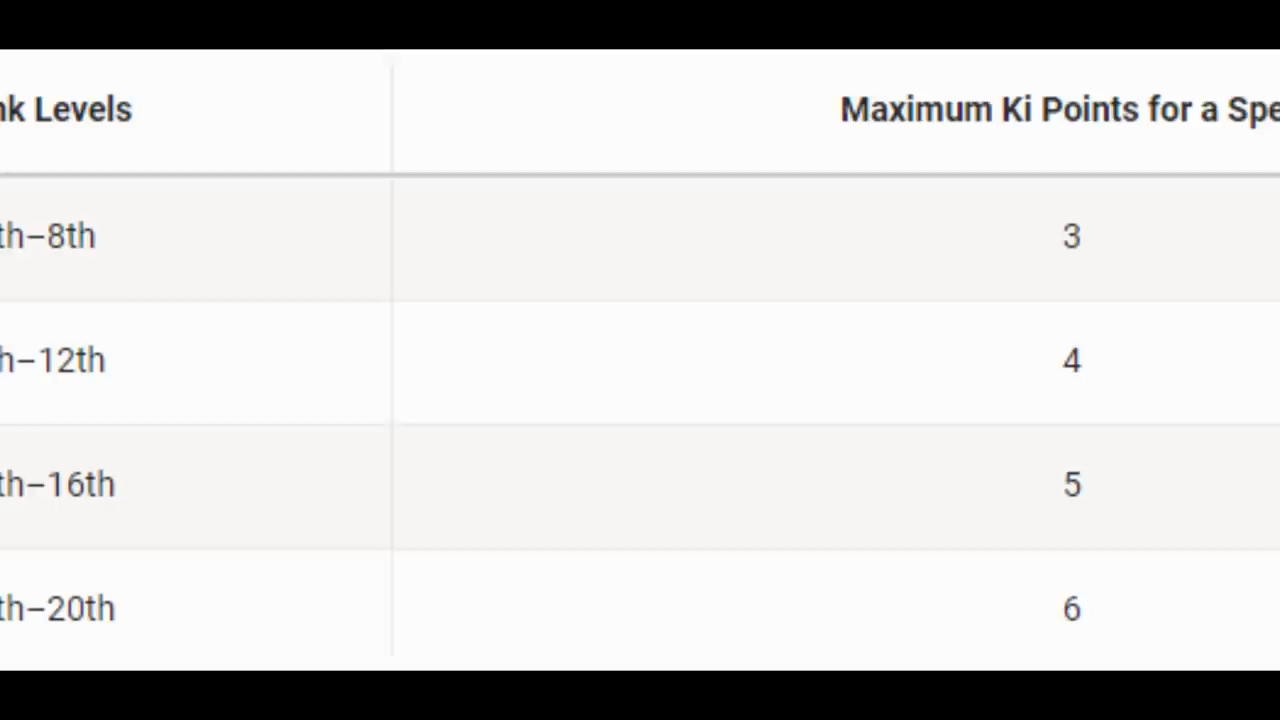 nk Levels Maximum Ki Points for a Spe
th–8th 3
h–12th 4
th–16th 5
th–20th 6